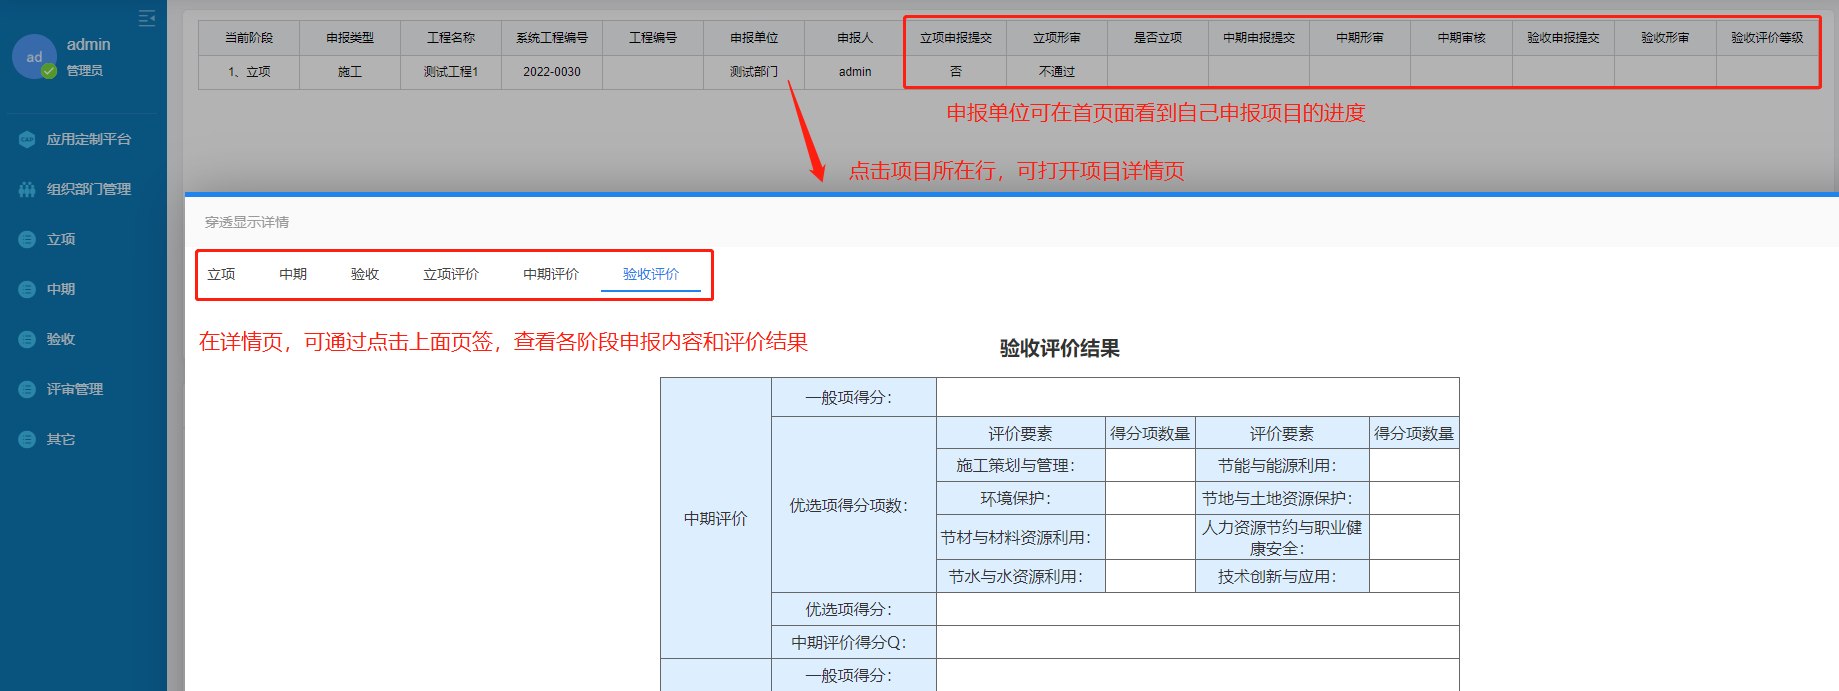 ad
admin
管理员
应用定制平台
组织部门管理
立项
中期
验收
评审管理
其它
当前阶段 申报类型 工程名称 系统工程编号 工程编号 申报单位 申报人 立项申报提交 立项形审 是否立项 中期申报提交 中期形审 中期审核 验收申报提交 验收形审 验收评价等级
1、立项 施工 测试工程1 2022-0030 测试部门 admin 否 不通过
申报单位可在首页面看到自己申报项目的进度
点击项目所在行，可打开项目详情页
穿透显示详情
立项 中期 验收 立项评价 中期评价 验收评价
在详情页，可通过点击上面页签，查看各阶段申报内容和评价结果
验收评价结果
中期评价
一般项得分：
优选项得分项数：
评价要素 得分项数量 评价要素 得分项数量
施工策划与管理： 节能与能源利用：
环境保护： 节地与土地资源保护：
节材与材料资源利用： 人力资源节约与职业健
康安全：
节水与水资源利用： 技术创新与应用：
优选项得分：
中期评价得分Q：
一般项得分：